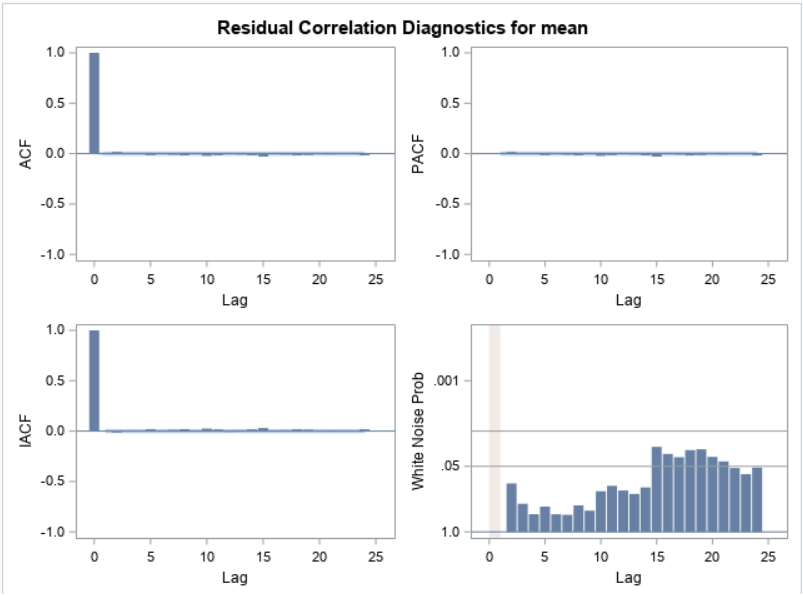 Residual Correlation Diagnostics for mean
1.0
0.5
0.0
-0.5
-1.0
ACF
0 5 10 15 20 25
Lag
1.0
0.5
0.0
-0.5
-1.0
PACF
0 5 10 15 20 25
Lag
1.0
0.5
0.0
-0.5
-1.0
IACF
0 5 10 15 20 25
Lag
.001
.05
1.0
White Noise Prob
0 5 10 15 20 25
Lag